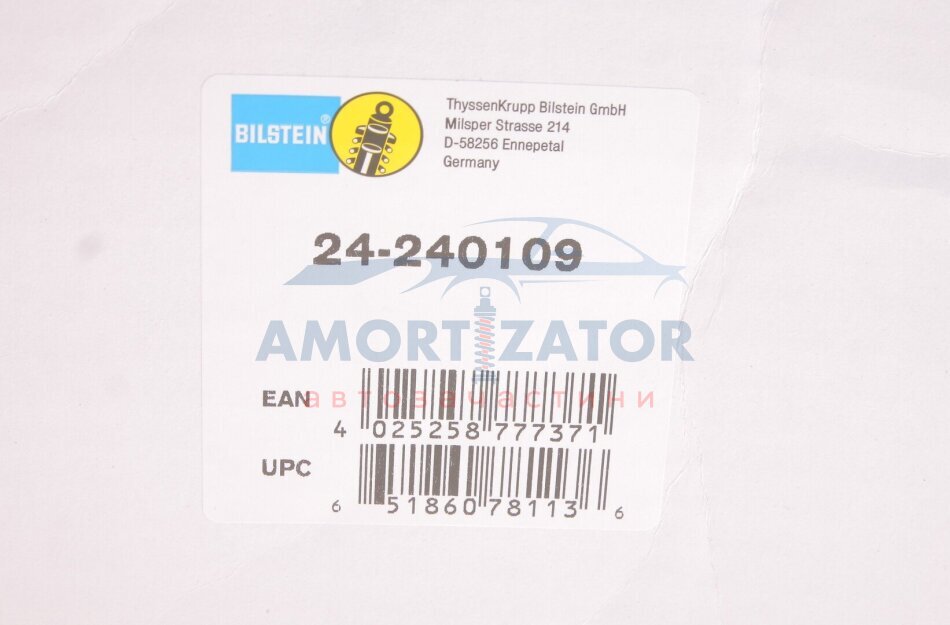 BILSTEIN®
ThyssenKrupp Bilstein GmbH
Milsper Strasse 214
D-58256 Ennepetal
Germany
24-240109
AMORTIZATOR
автозапчастини
EAN
4 025258 777371
UPC
6 51860 78113 6